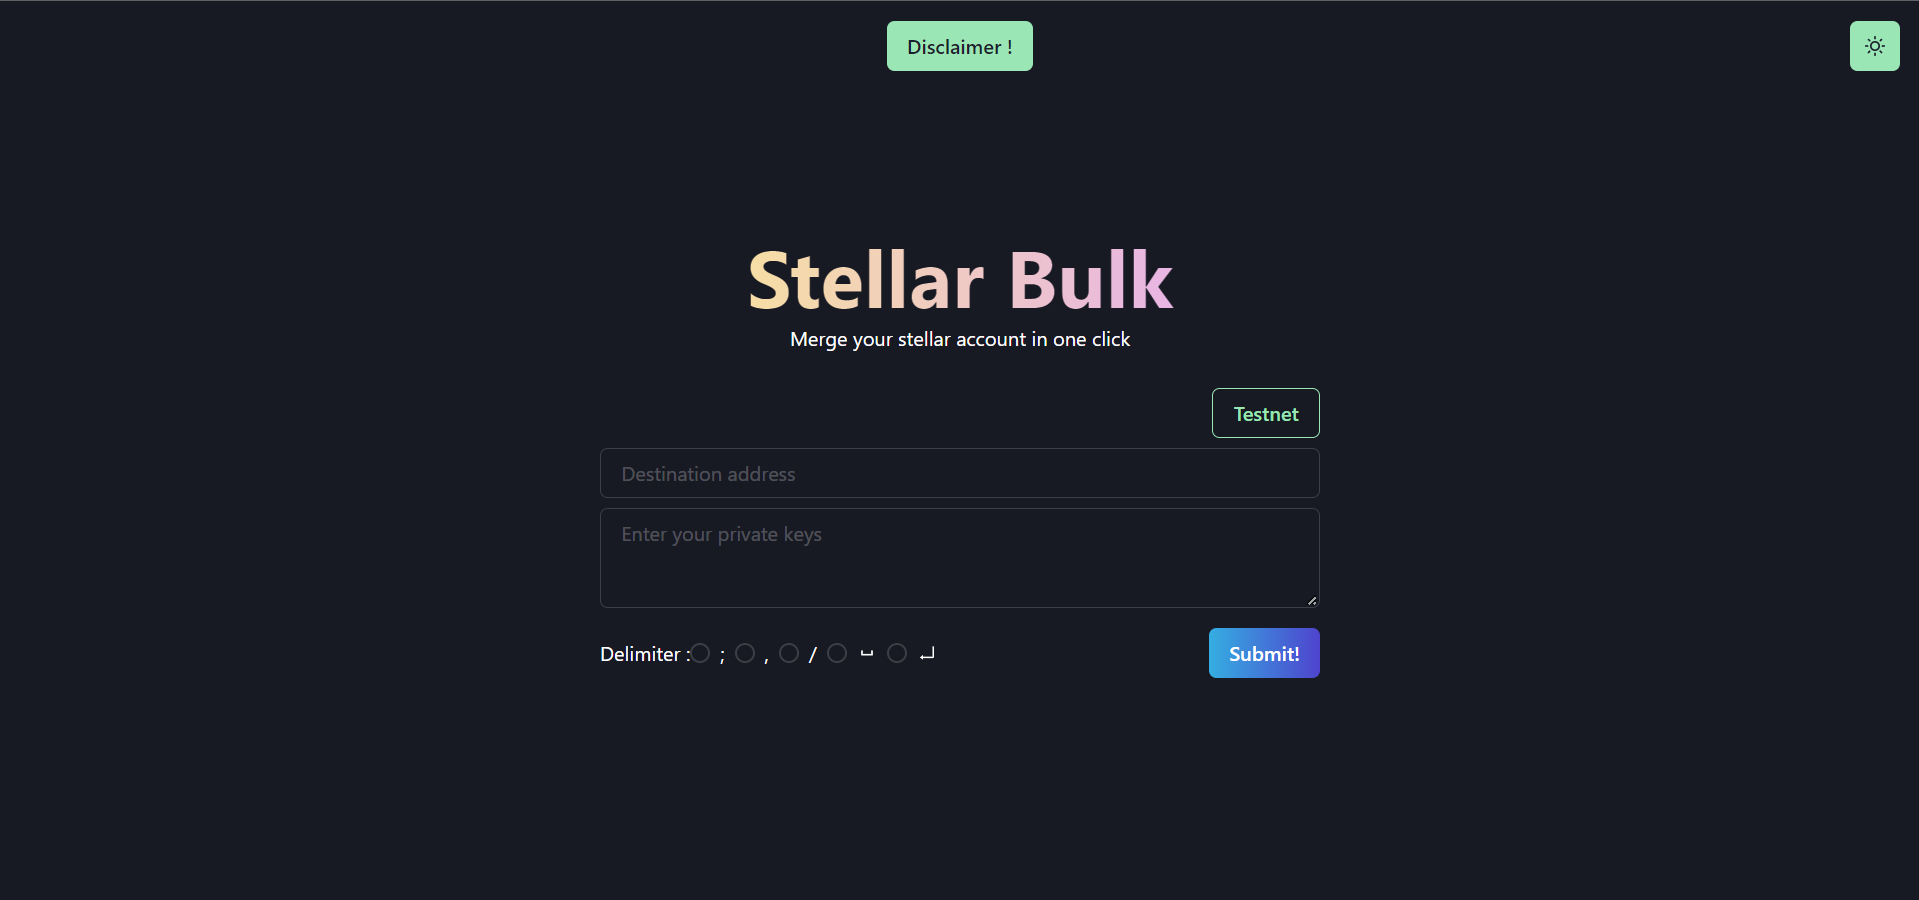 Disclaimer !
Stellar Bulk
Merge your stellar account in one click
Testnet
Destination address
Enter your private keys
Delimiter : ; , / ⎵ ↵
Submit!